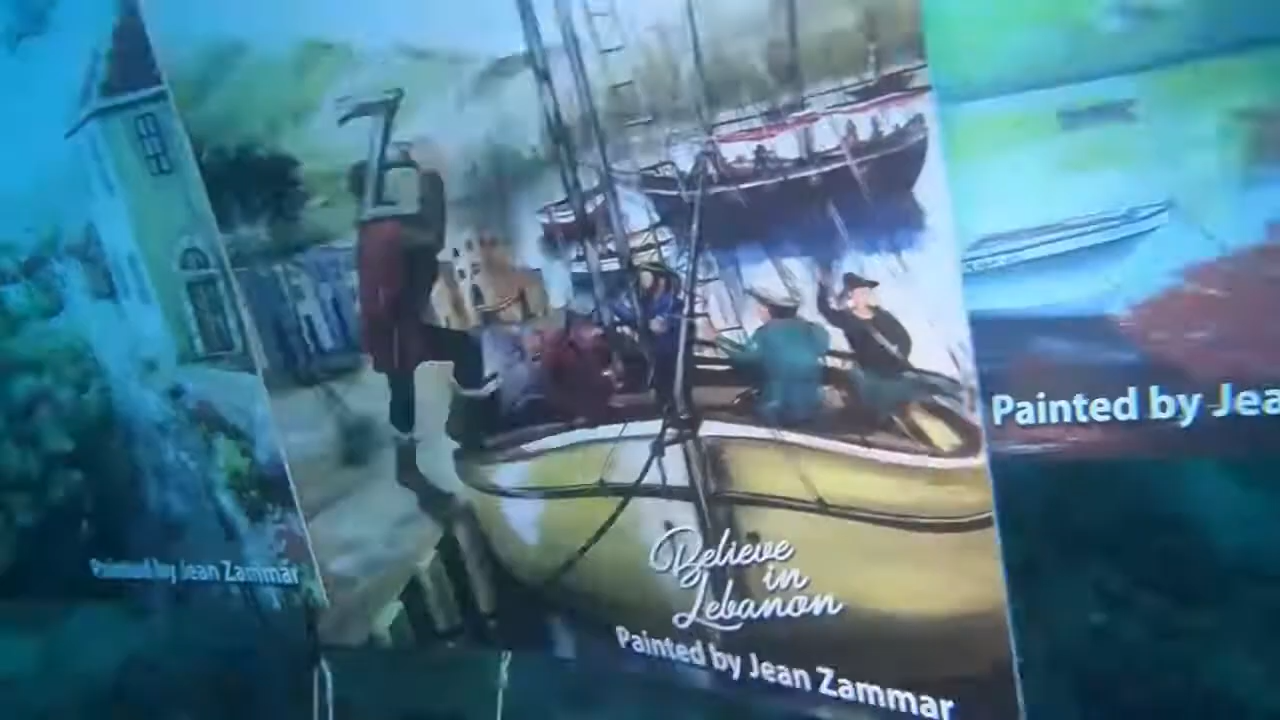 Painted by Jean Zammar
Believe
in
Lebanon
Painted by Jean Zammar
Painted by Jea